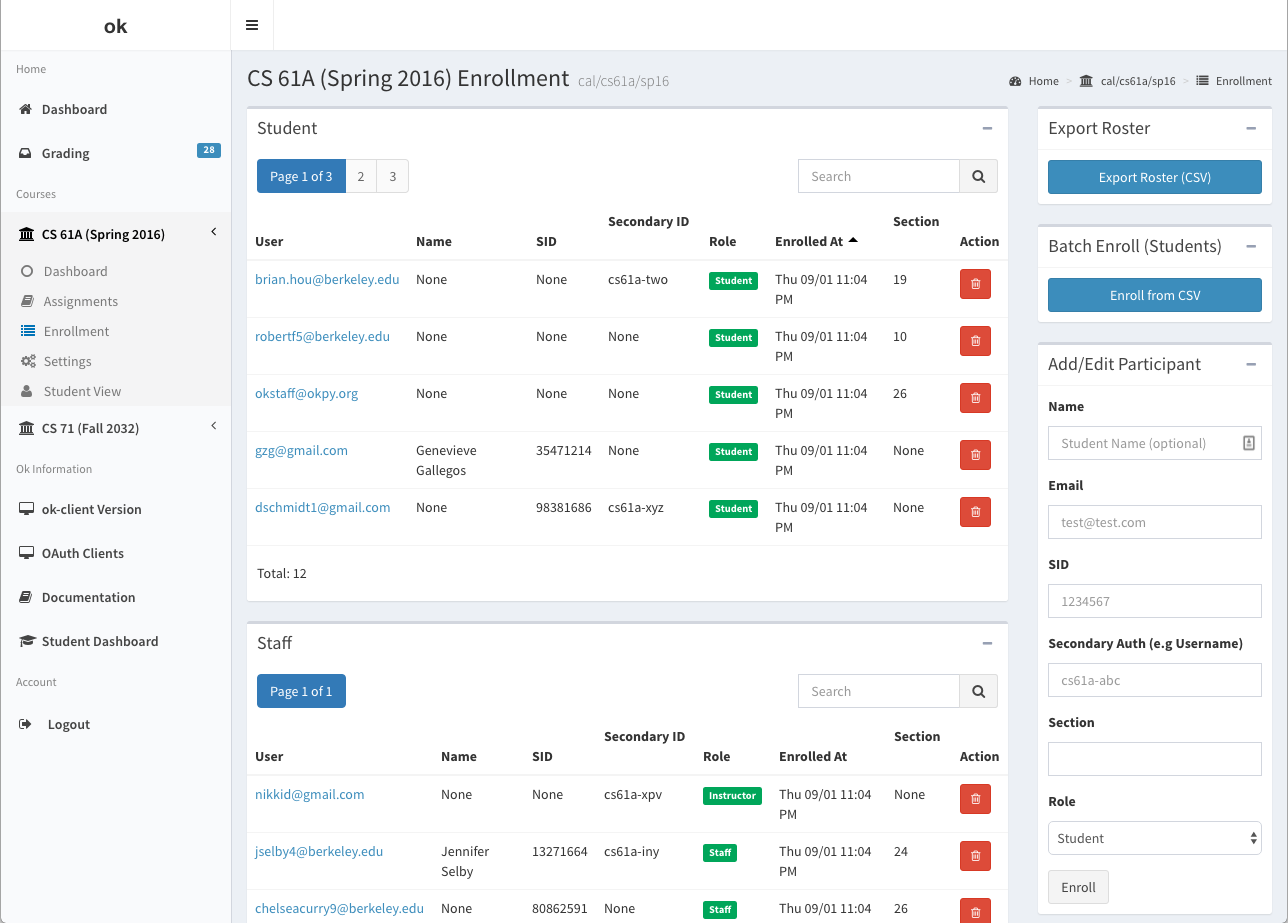 ok
Home
Dashboard
Grading 28
Courses
CS 61A (Spring 2016)
Dashboard
Assignments
Enrollment
Settings
Student View
CS 71 (Fall 2032)
Ok Information
ok-client Version
OAuth Clients
Documentation
Student Dashboard
Account
Logout
CS 61A (Spring 2016) Enrollment cal/cs61a/sp16
Home > cal/cs61a/sp16 > Enrollment
Student
Page 1 of 3 2 3
Search
User Name SID Secondary ID Role Enrolled At Section Action
brian.hou@berkeley.edu None None cs61a-two Student Thu 09/01 11:04 19
PM
robertf5@berkeley.edu None None None Student Thu 09/01 11:04 10
PM
okstaff@okpy.org None None None Student Thu 09/01 11:04 26
PM
gzg@gmail.com Genevieve 35471214 None Student Thu 09/01 11:04 None
Gallegos PM
dschmidt1@gmail.com None 98381686 cs61a-xyz Student Thu 09/01 11:04 None
PM
Total: 12
Staff
Page 1 of 1
Search
User Name SID Secondary ID Role Enrolled At Section Action
nikkid@gmail.com None None cs61a-xpv Instructor Thu 09/01 11:04 None
PM
jselby4@berkeley.edu Jennifer 13271664 cs61a-iny Staff Thu 09/01 11:04 24
Selby PM
chelseacurry9@berkeley.edu None 80862591 None Staff Thu 09/01 11:04 26
Export Roster
Export Roster (CSV)
Batch Enroll (Students)
Enroll from CSV
Add/Edit Participant
Name
Student Name (optional)
Email
test@test.com
SID
1234567
Secondary Auth (e.g Username)
cs61a-abc
Section
Role
Student
Enroll